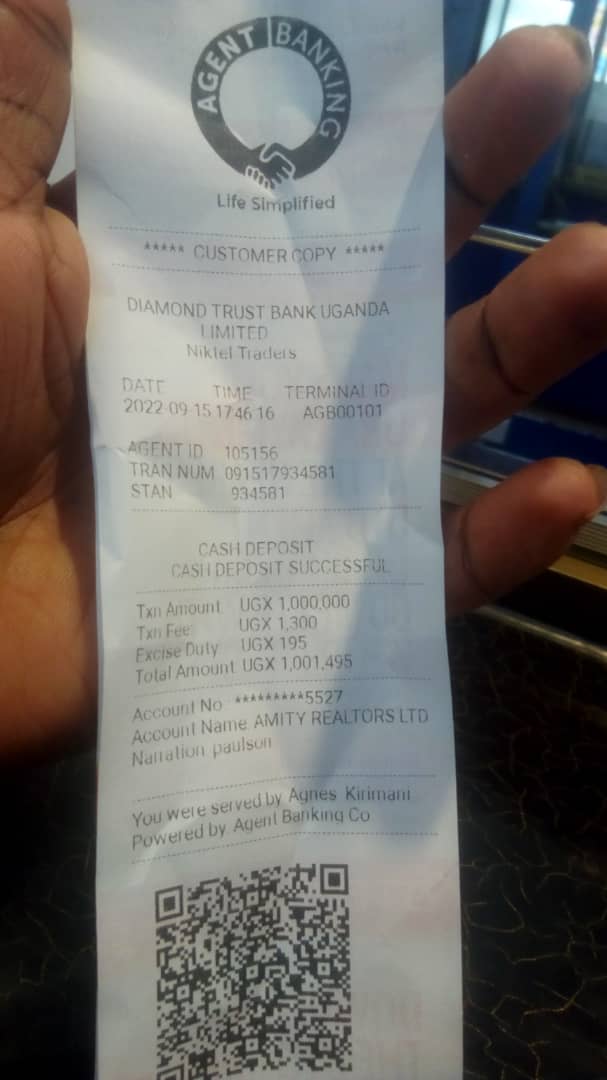 AGENT BANKING
Life Simplified
***** CUSTOMER COPY *****
DIAMOND TRUST BANK UGANDA
LIMITED
Niktel Traders
DATE TIME TERMINAL ID
2022-09-15 17:46:16 AGB00101
AGENT ID 105156
TRAN NUM 091517934581
STAN 934581
CASH DEPOSIT
CASH DEPOSIT SUCCESSFUL
Txn Amount: UGX 1,000,000
Txn Fee: UGX 1,300
Excise Duty: UGX 195
Total Amount: UGX 1,001,495
Account No: *********5527
Account Name: AMITY REALTORS LTD
Narration: paulson
You were served by: Agnes Kirimani
Powered by: Agent Banking Co